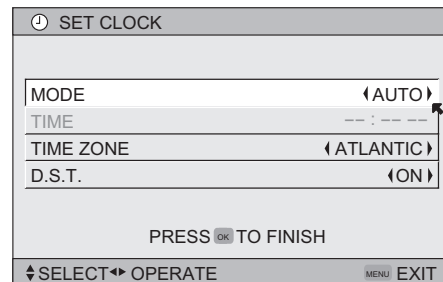 SET CLOCK
MODE AUTO
TIME --:-- --
TIME ZONE ATLANTIC
D.S.T. ON
PRESS OK TO FINISH
SELECT OPERATE MENU EXIT